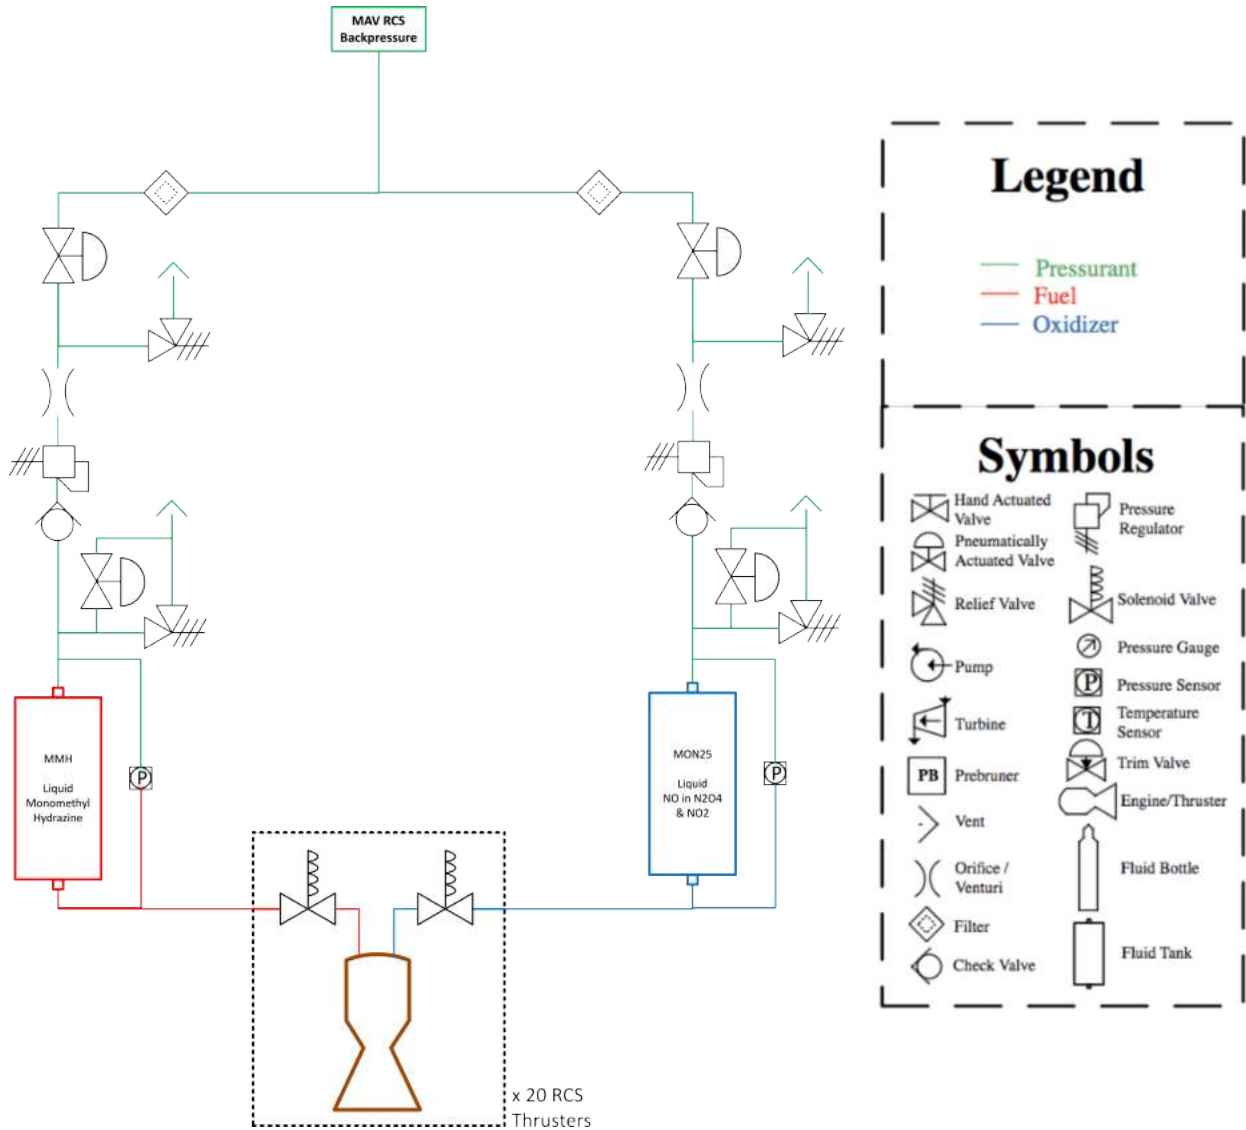 MAV RCS
Backpressure
MMH
Liquid
Monomethyl
Hydrazine
P
MON25
Liquid
NO in N2O4
& NO2
P
x 20 RCS
Thrusters
Legend
Pressurant
Fuel
Oxidizer
Symbols
Hand Actuated
Valve
Pneumatically
Actuated Valve
Relief Valve
Pump
Turbine
PB
Prebruner
Vent
Orifice /
Venturi
Filter
Check Valve
Pressure
Regulator
Solenoid Valve
Pressure Gauge
P
Pressure Sensor
T
Temperature
Sensor
Trim Valve
Engine/Thruster
Fluid Bottle
Fluid Tank